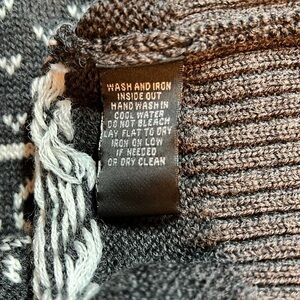 WASH AND IRON
INSIDE OUT
HAND WASH IN
COOL WATER
DO NOT BLEACH
LAY FLAT TO DRY
IRON ON LOW
IF NEEDED
OR DRY CLEAN